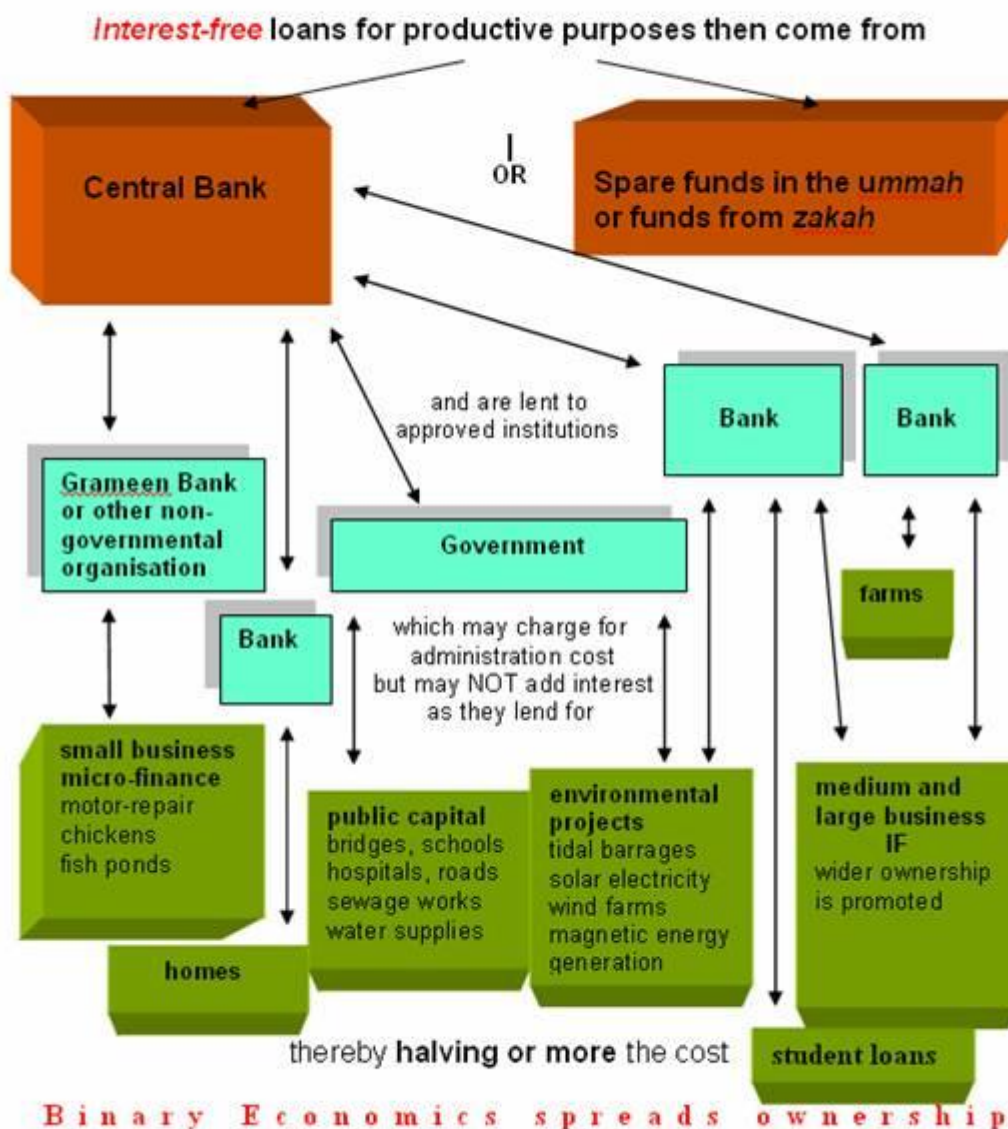 Interest-free loans for productive purposes then come from
Central Bank
|
OR
Spare funds in the ummah
or funds from zakah
and are lent to
approved institutions
Bank
Bank
Grameen Bank
or other non-
governmental
organisation
Government
farms
Bank
which may charge for
administration cost
but may NOT add interest
as they lend for
small business
micro-finance
motor-repair
chickens
fish ponds
public capital
bridges, schools
hospitals, roads
sewage works
water supplies
environmental
projects
tidal barrages
solar electricity
wind farms
magnetic energy
generation
medium and
large business
IF
wider ownership
is promoted
homes
thereby halving or more the cost
student loans
Binary Economics spreads ownership